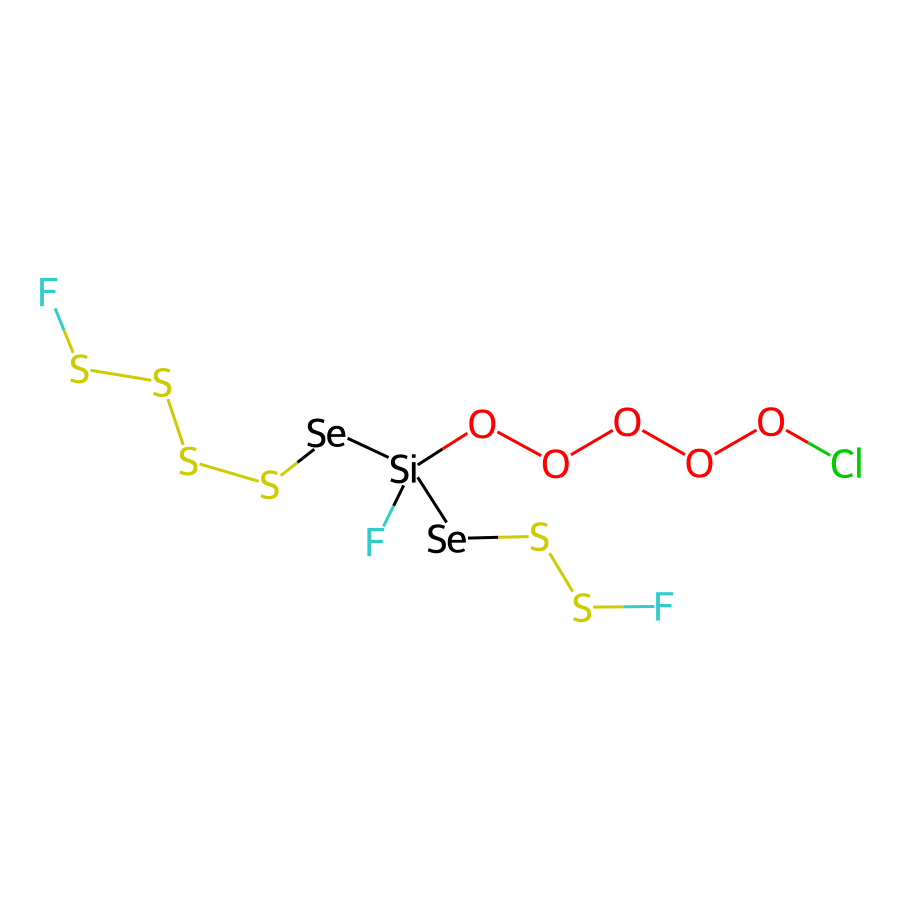 F
S S
Se O O O
S S Si O O Cl
F Se S
S F